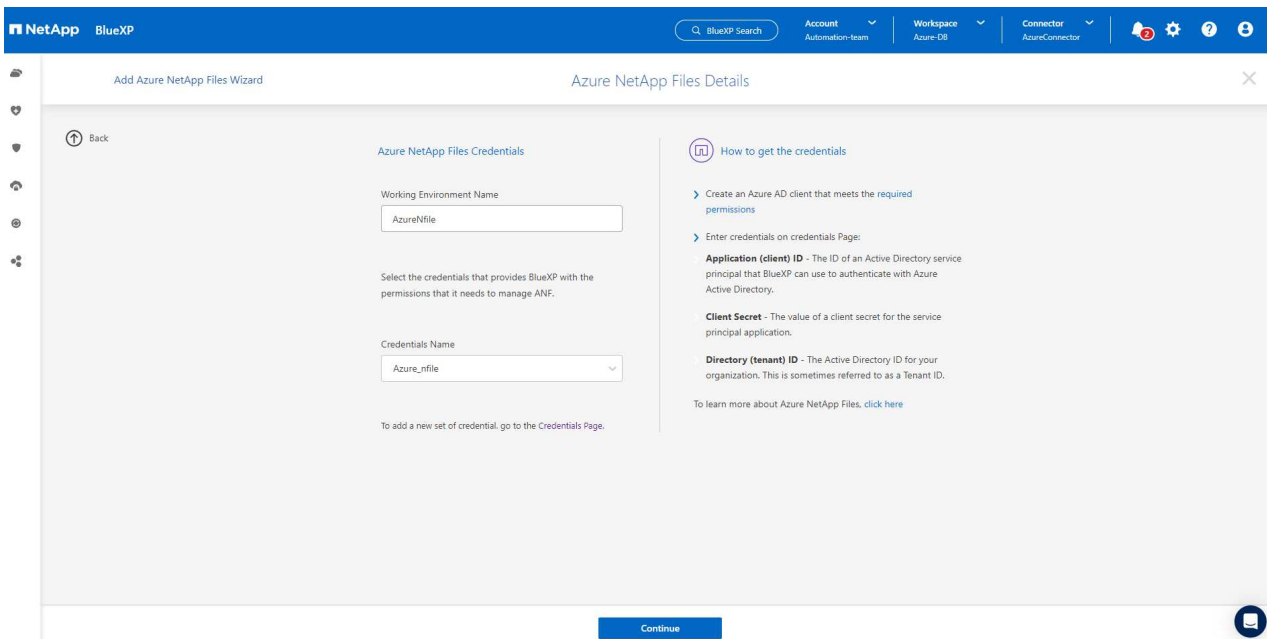 NetApp BlueXP
BlueXP Search
Account
Automation-team
Workspace
Azure-DB
Connector
AzureConnector
2
Add Azure NetApp Files Wizard
Azure NetApp Files Details
Back
Azure NetApp Files Credentials
Working Environment Name
AzureNfile
Select the credentials that provides BlueXP with the
permissions that it needs to manage ANF.
Credentials Name
Azure_nfile
To add a new set of credential. go to the Credentials Page.
How to get the credentials
Create an Azure AD client that meets the required
permissions
Enter credentials on credentials Page:
Application (client) ID - The ID of an Active Directory service
principal that BlueXP can use to authenticate with Azure
Active Directory.
Client Secret - The value of a client secret for the service
principal application.
Directory (tenant) ID - The Active Directory ID for your
organization. This is sometimes referred to as a Tenant ID.
To learn more about Azure NetApp Files, click here
Continue